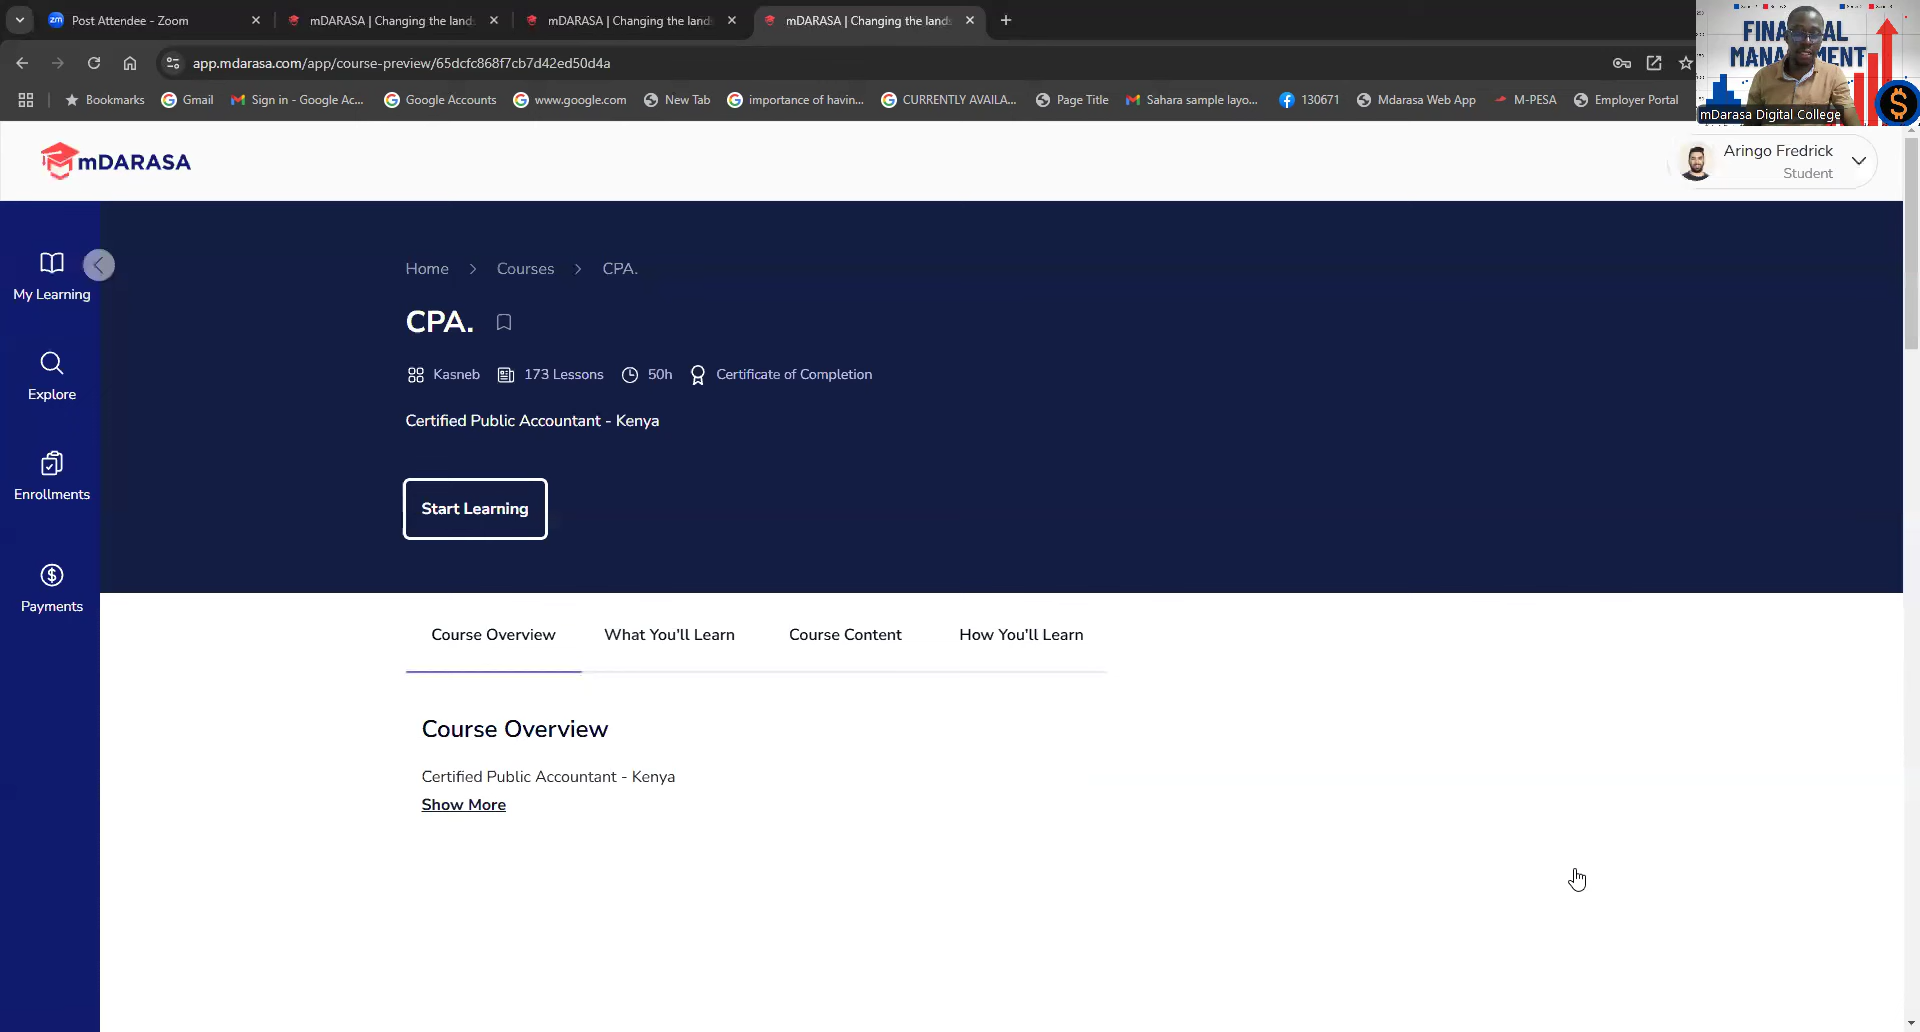 Post Attendee - Zoom
mDARASA | Changing the lands
mDARASA | Changing the lands
mDARASA | Changing the lands
app.mdarasa.com/app/course-preview/65dcfc868f7cb7d42ed50d4a
Bookmarks
Gmail
Sign in - Google Ac...
Google Accounts
www.google.com
New Tab
importance of havin...
CURRENTLY AVAILA...
Page Title
Sahara sample layo...
130671
Mdarasa Web App
M-PESA
Employer Portal
mDarasa Digital College
mDARASA
Aringo Fredrick
Student
My Learning
Explore
Enrollments
Payments
Home > Courses > CPA.
CPA.
Kasneb 173 Lessons 50h Certificate of Completion
Certified Public Accountant - Kenya
Start Learning
Course Overview What You'll Learn Course Content How You'll Learn
Course Overview
Certified Public Accountant - Kenya
Show More